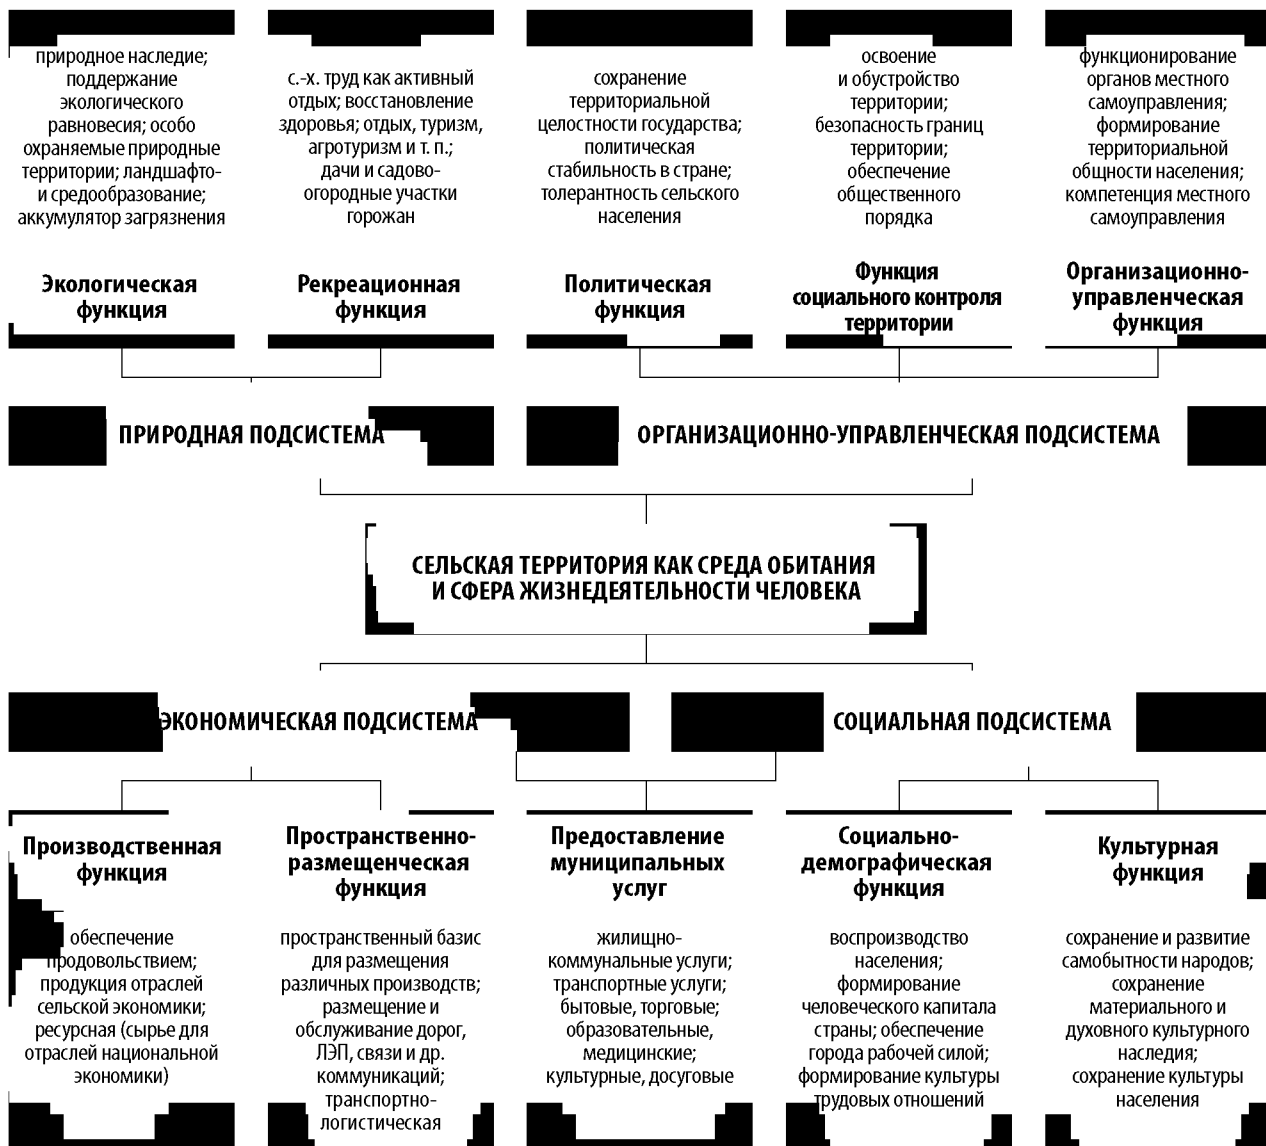 природное наследие;
поддержание
экологического
равновесия; особо
охраняемые природные
территории; ландшафто-
и средообразование;
аккумулятор загрязнения
Экологическая
функция
с.-х. труд как активный
отдых; восстановление
здоровья; отдых, туризм,
агротуризм и т. п.;
дачи и садово-
огородные участки
горожан
Рекреационная
функция
сохранение
территориальной
целостности государства;
политическая
стабильность в стране;
толерантность сельского
населения
Политическая
функция
освоение
и обустройство
территории;
безопасность границ
территории;
обеспечение
общественного
порядка
Функция
социального контроля
территории
функционирование
органов местного
самоуправления;
формирование
территориальной
общности населения;
компетенция местного
самоуправления
Организационно-
управленческая
функция
ПРИРОДНАЯ ПОДСИСТЕМА
ОРГАНИЗАЦИОННО-УПРАВЛЕНЧЕСКАЯ ПОДСИСТЕМА
СЕЛЬСКАЯ ТЕРРИТОРИЯ КАК СРЕДА ОБИТАНИЯ
И СФЕРА ЖИЗНЕДЕЯТЕЛЬНОСТИ ЧЕЛОВЕКА
ЭКОНОМИЧЕСКАЯ ПОДСИСТЕМА
СОЦИАЛЬНАЯ ПОДСИСТЕМА
Производственная
функция
обеспечение
продовольствием;
продукция отраслей
сельской экономики;
ресурсная (сырье для
отраслей национальной
экономики)
Пространственно-
размещенческая
функция
пространственный базис
для размещения
различных производств;
размещение и
обслуживание дорог,
ЛЭП, связи и др.
коммуникаций;
транспортно-
логистическая
Предоставление
муниципальных
услуг
жилищно-
коммунальные услуги;
транспортные услуги;
бытовые, торговые;
образовательные,
медицинские;
культурные, досуговые
Социально-
демографическая
функция
воспроизводство
населения;
формирование
человеческого капитала
страны; обеспечение
города рабочей силой;
формирование культуры
трудовых отношений
Культурная
функция
сохранение и развитие
самобытности народов;
сохранение
материального и
духовного культурного
наследия;
сохранение культуры
населения